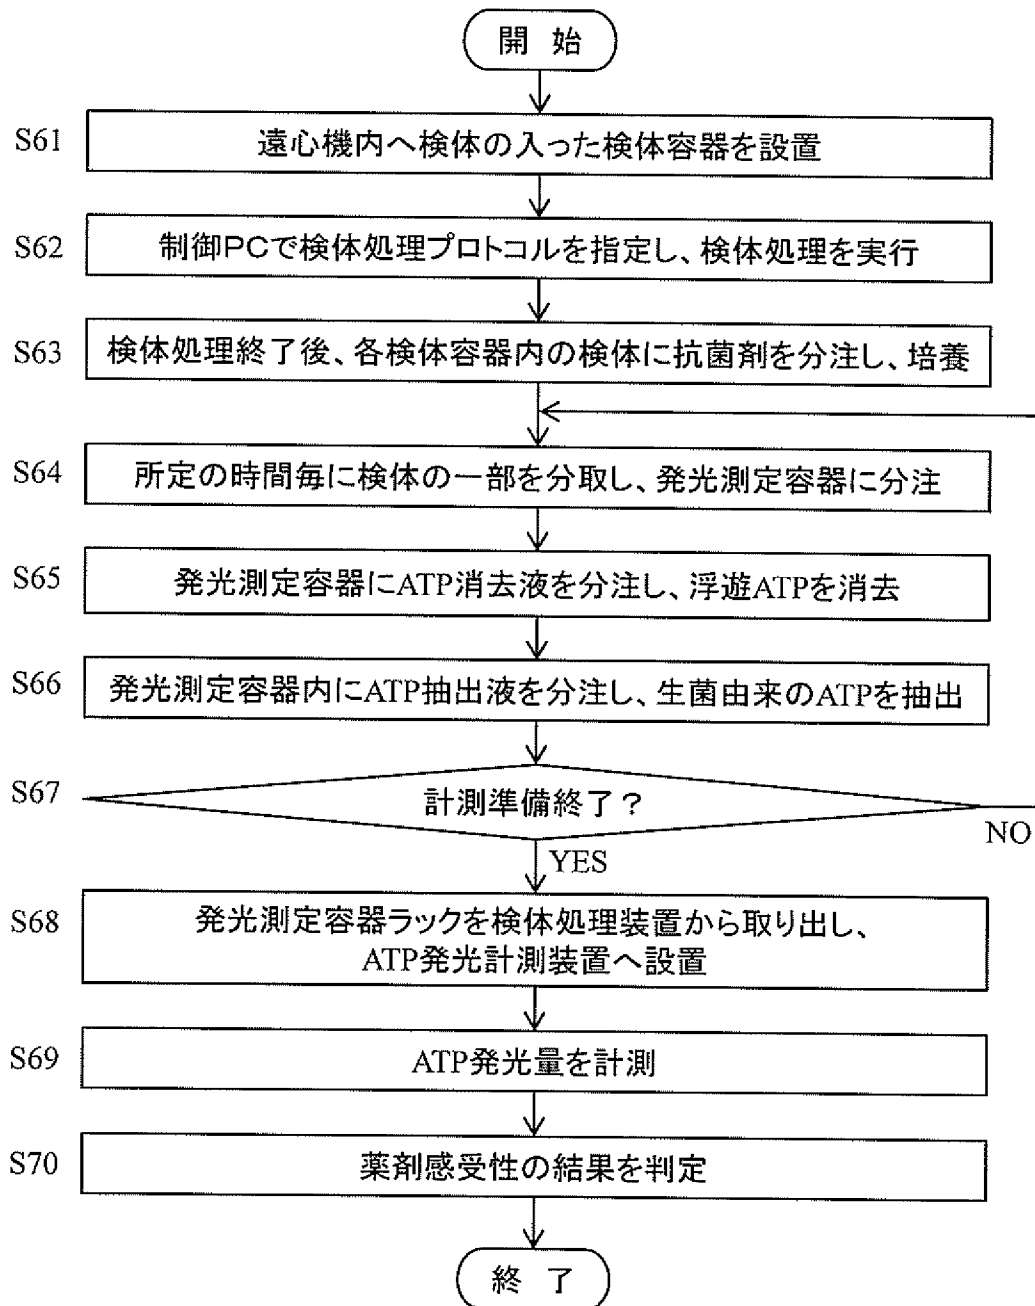 開 始
S61
遠心機内へ検体の入った検体容器を設置
S62
制御PCで検体処理プロトコルを指定し、検体処理を実行
S63
検体処理終了後、各検体容器内の検体に抗菌剤を分注し、培養
S64
所定の時間毎に検体の一部を分取し、発光測定容器に分注
S65
発光測定容器にATP消去液を分注し、浮遊ATPを消去
S66
発光測定容器内にATP抽出液を分注し、生菌由来のATPを抽出
S67
計測準備終了？
NO
YES
S68
発光測定容器ラックを検体処理装置から取り出し、
ATP発光計測装置へ設置
S69
ATP発光量を計測
S70
薬剤感受性の結果を判定
終 了